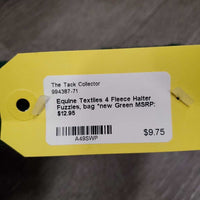 The Tack Collector
994387-71
Equine Textiles 4 Fleece Halter
Fuzzies, bag *new Green MSRP:
$12.95
$9.75
A49SWP